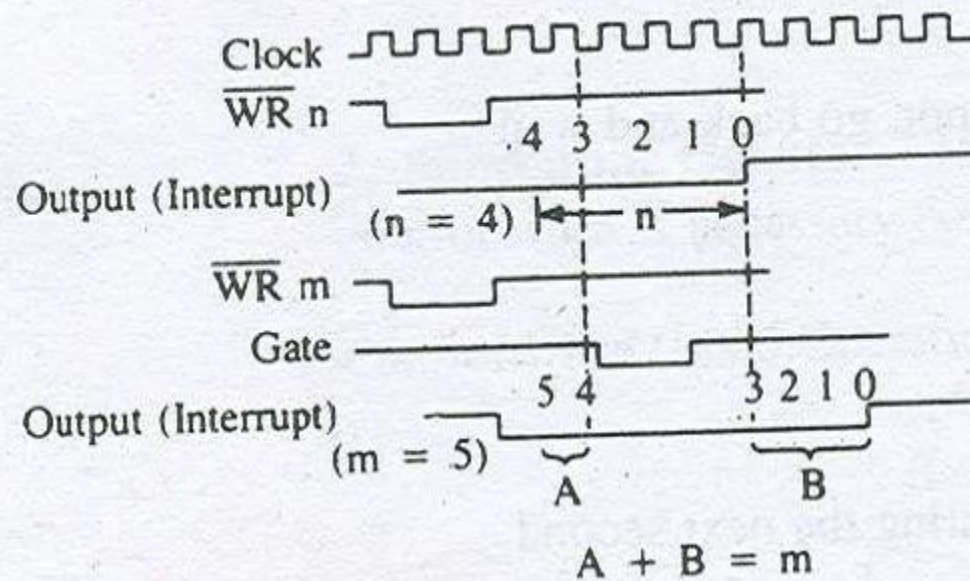 Clock
WR n
.4 3 2 1 0
Output (Interrupt)
(n = 4) n
WR m
Gate
5 4 3 2 1 0
Output (Interrupt)
(m = 5)
A B
A + B = m